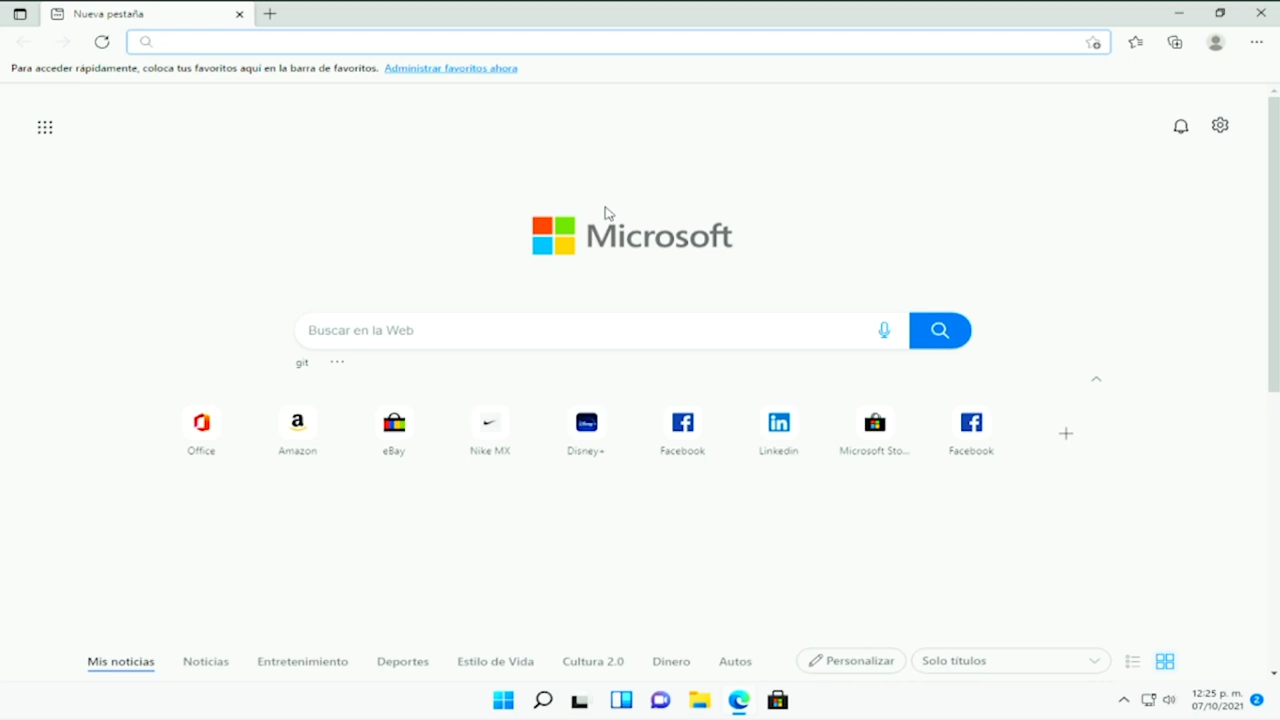 Nueva pestaña
Para acceder rápidamente, coloca tus favoritos aquí en la barra de favoritos. Administrar favoritos ahora
Microsoft
Buscar en la Web
git ...
a
Disney+
in
Office Amazon eBay Nike MX Disney+ Facebook Linkedin Microsoft Sto... Facebook
Mis noticias Noticias Entretenimiento Deportes Estilo de Vida Cultura 2.0 Dinero Autos Personalizar Solo títulos
12:25 p. m.
07/10/2021
2